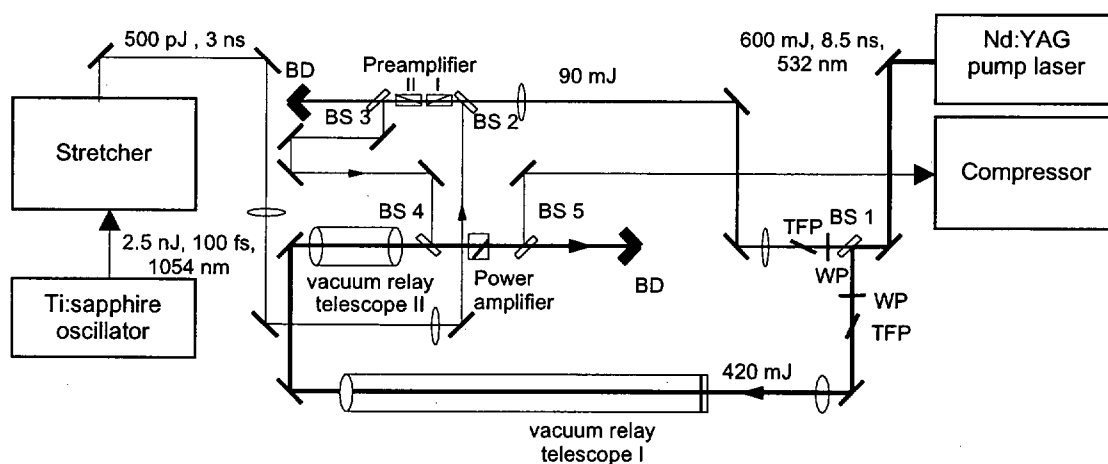 500 pJ , 3 ns
600 mJ, 8.5 ns,
532 nm
Nd:YAG
pump laser
BD
Preamplifier
II I
90 mJ
BS 3
BS 2
Stretcher
Compressor
BS 4
BS 5
TFP
BS 1
2.5 nJ, 100 fs,
1054 nm
WP
BD
vacuum relay
telescope II
Power
amplifier
Ti:sapphire
oscillator
WP
TFP
420 mJ
vacuum relay
telescope I